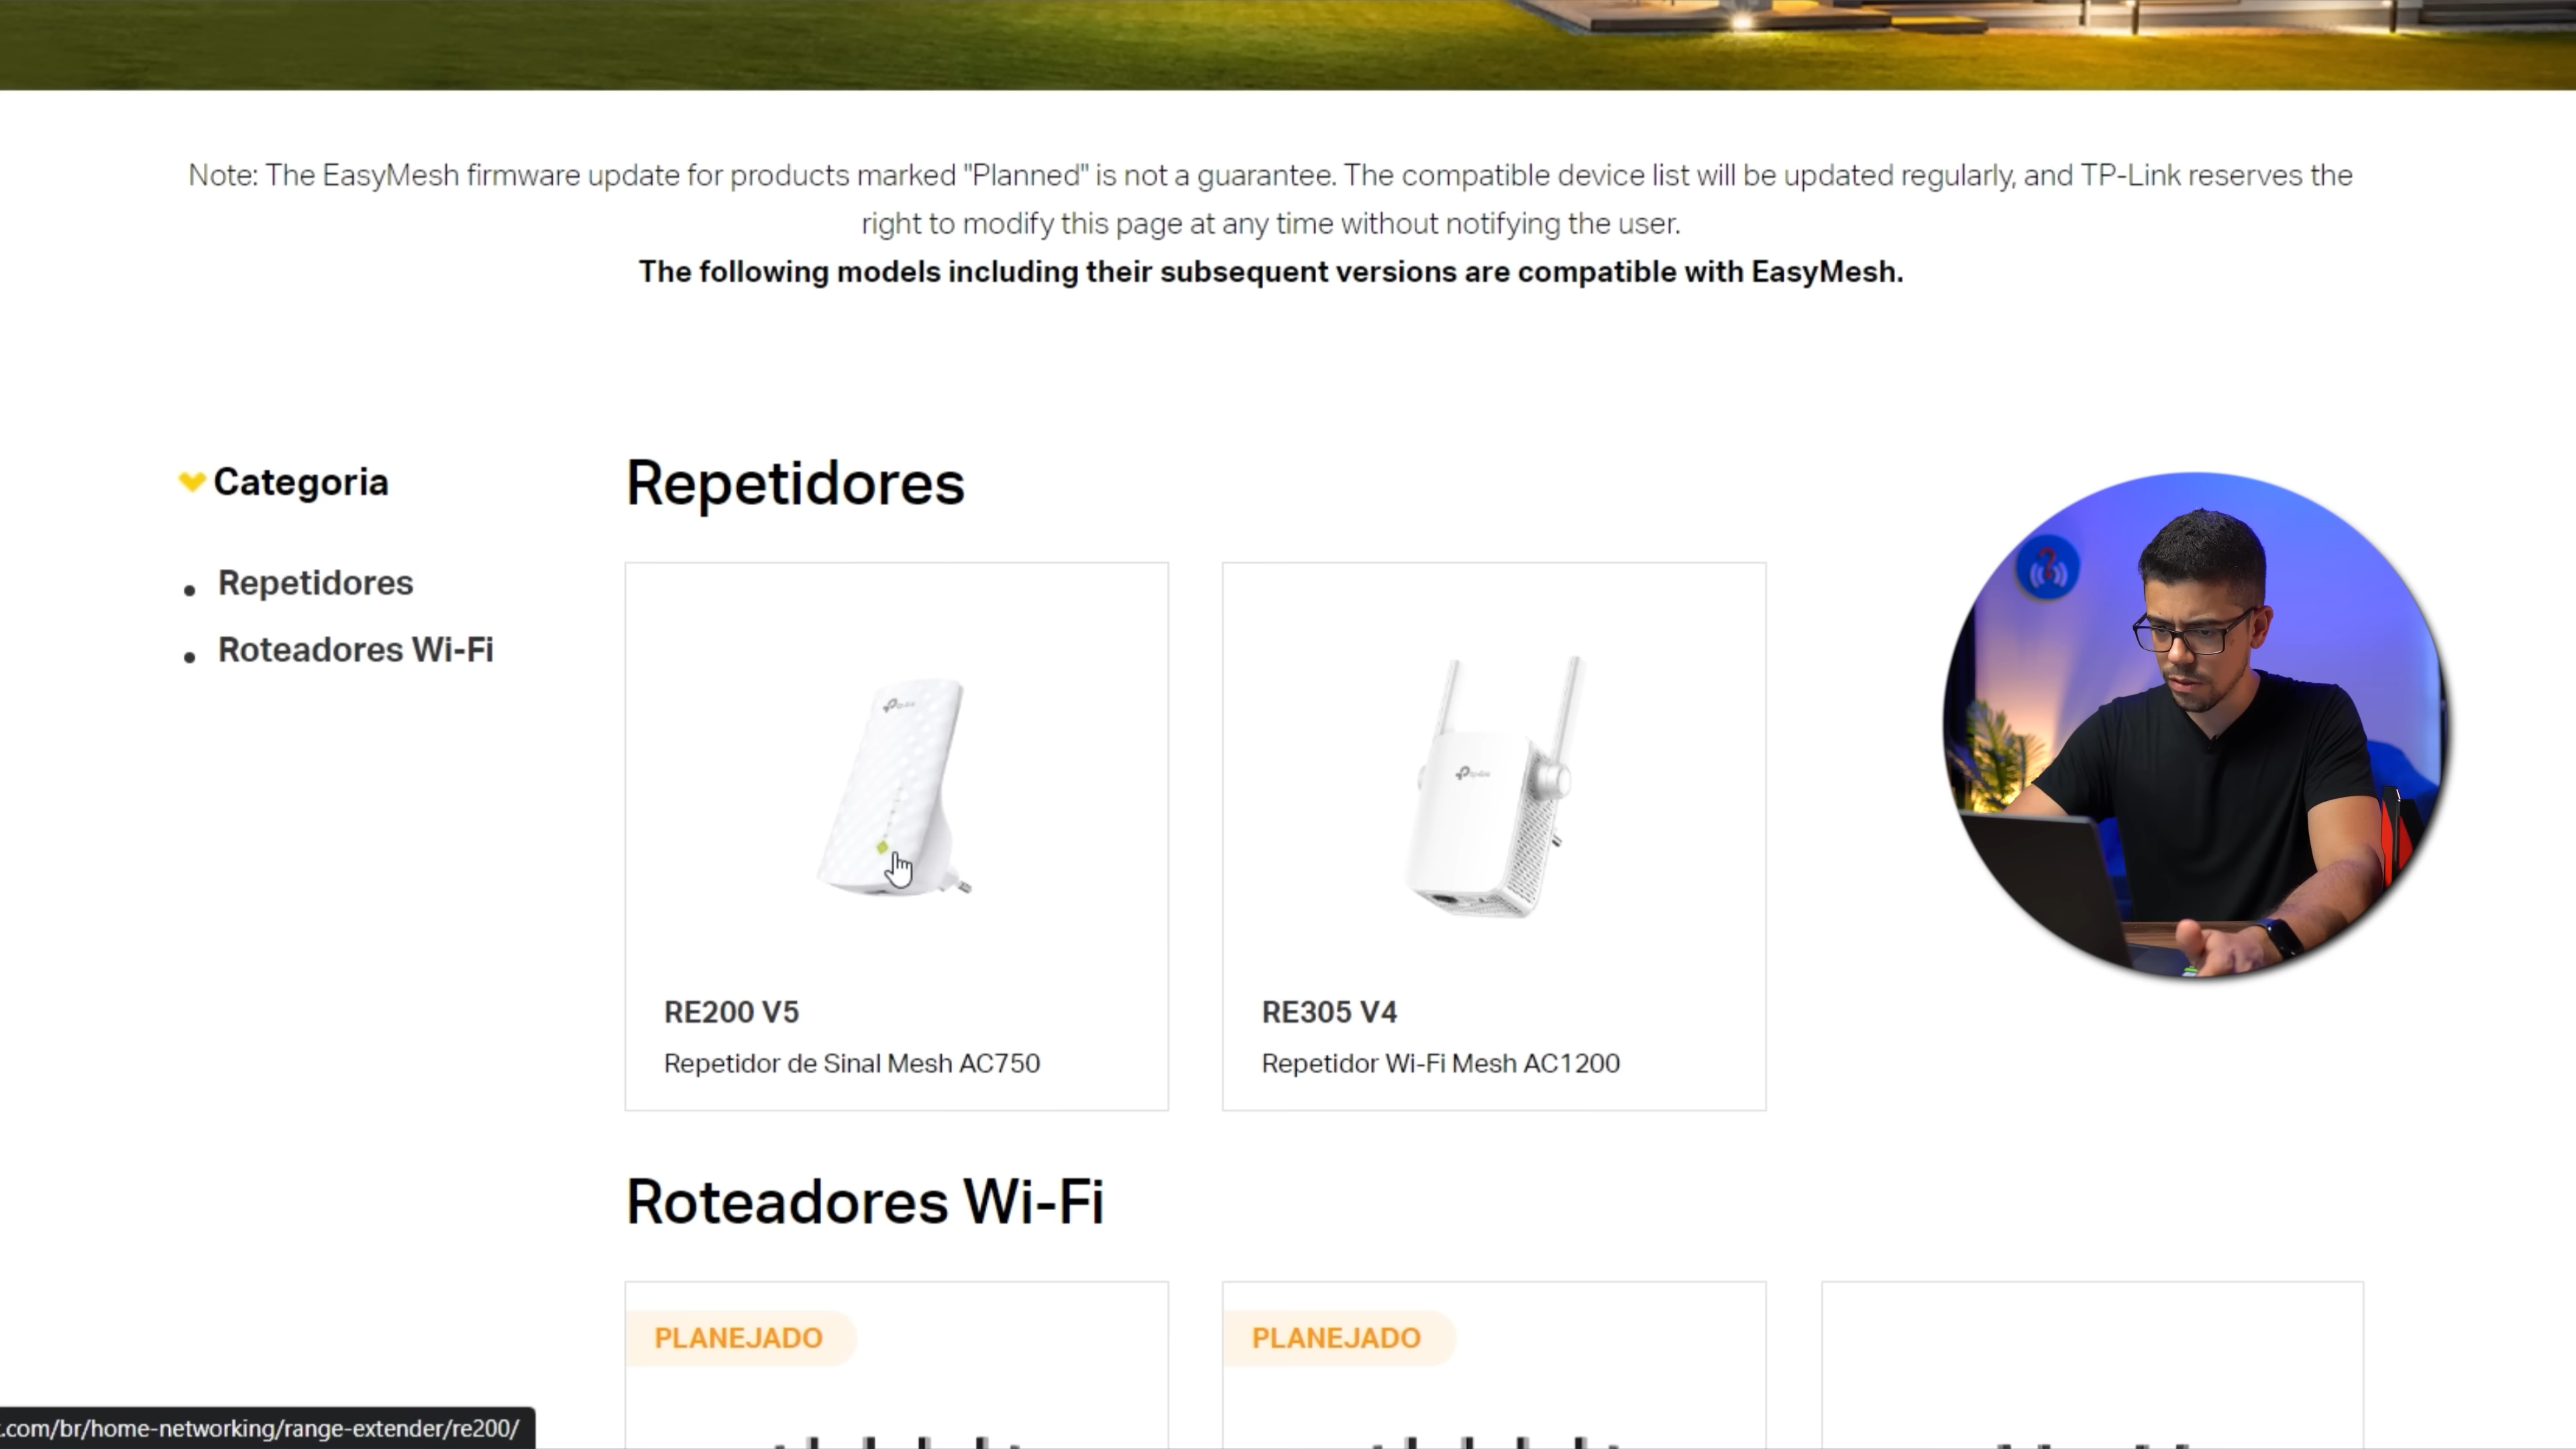 Note: The EasyMesh firmware update for products marked "Planned" is not a guarantee. The compatible device list will be updated regularly, and TP-Link reserves the
right to modify this page at any time without notifying the user.
The following models including their subsequent versions are compatible with EasyMesh.
Categoria
Repetidores
Roteadores Wi-Fi
Repetidores
tp-link
RE200 V5
Repetidor de Sinal Mesh AC750
tp-link
RE305 V4
Repetidor Wi-Fi Mesh AC1200
Roteadores Wi-Fi
PLANEJADO
PLANEJADO
.com/br/home-networking/range-extender/re200/